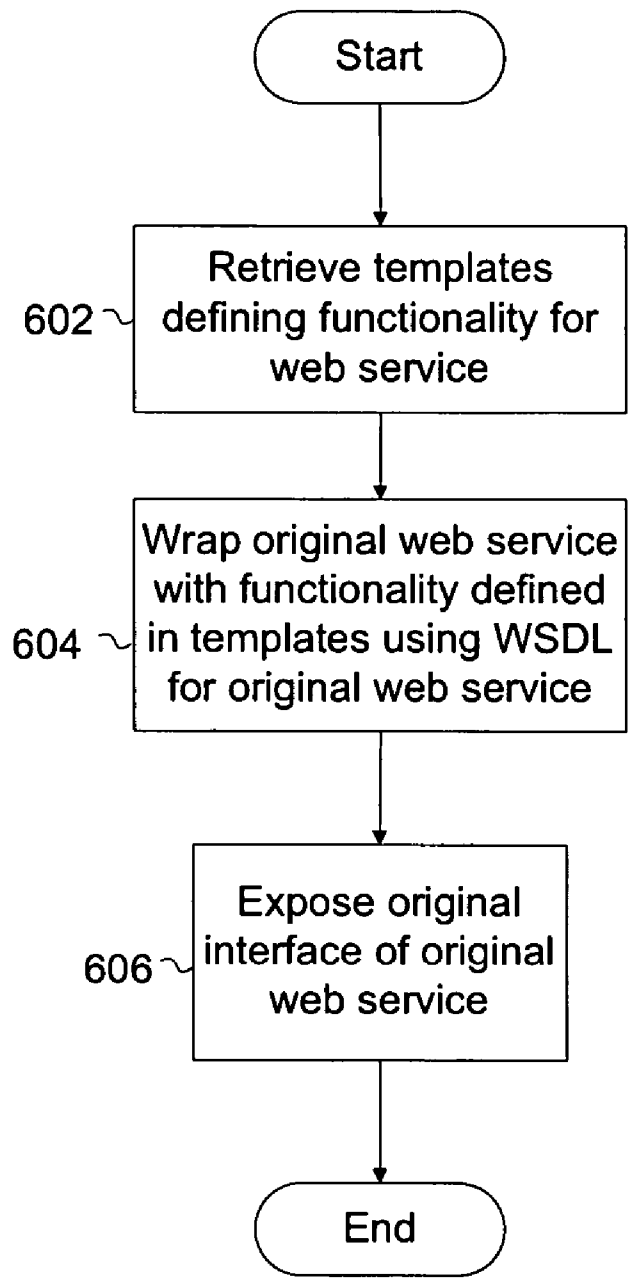 Start
Retrieve templates
defining functionality for
web service
602
Wrap original web service
with functionality defined
in templates using WSDL
for original web service
604
Expose original
interface of original
web service
606
End